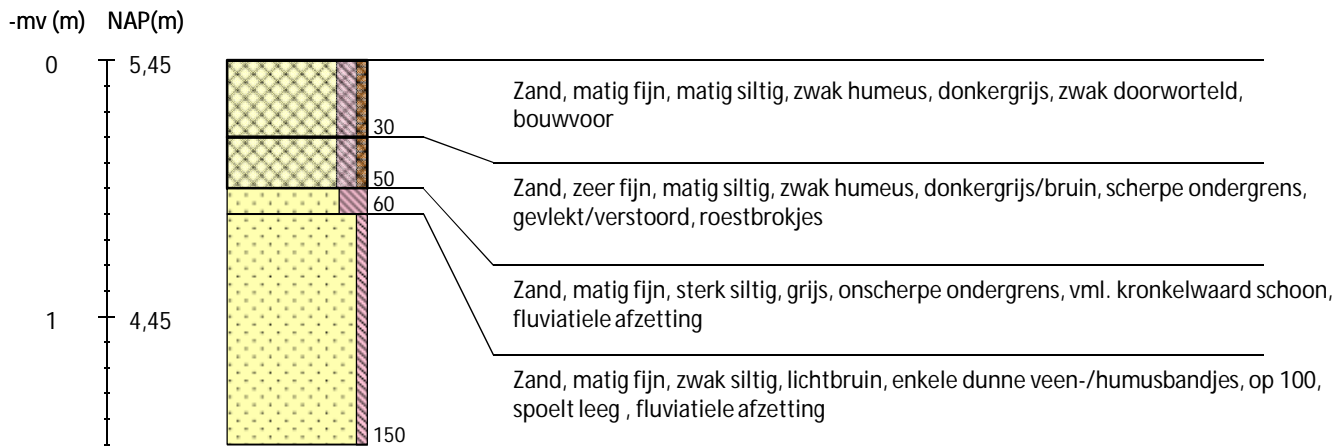 -mv (m) NAP(m)
0 5,45
Zand, matig fijn, matig siltig, zwak humeus, donkergrijs, zwak doorworteld,
bouwvoor
30
Zand, zeer fijn, matig siltig, zwak humeus, donkergrijs/bruin, scherpe ondergrens,
gevlekt/verstoord, roestbrokjes
50
60
Zand, matig fijn, sterk siltig, grijs, onscherpe ondergrens, vml. kronkelwaard schoon,
fluviatiele afzetting
1 4,45
Zand, matig fijn, zwak siltig, lichtbruin, enkele dunne veen-/humusbandjes, op 100,
spoelt leeg , fluviatiele afzetting
150